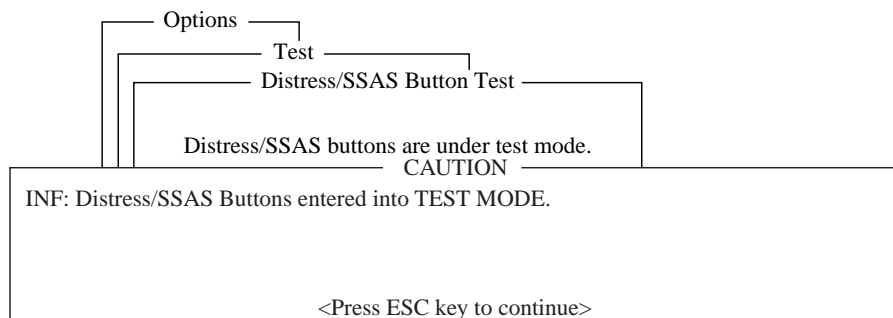 Options
Test
Distress/SSAS Button Test
Distress/SSAS buttons are under test mode.
CAUTION
INF: Distress/SSAS Buttons entered into TEST MODE.
<Press ESC key to continue>